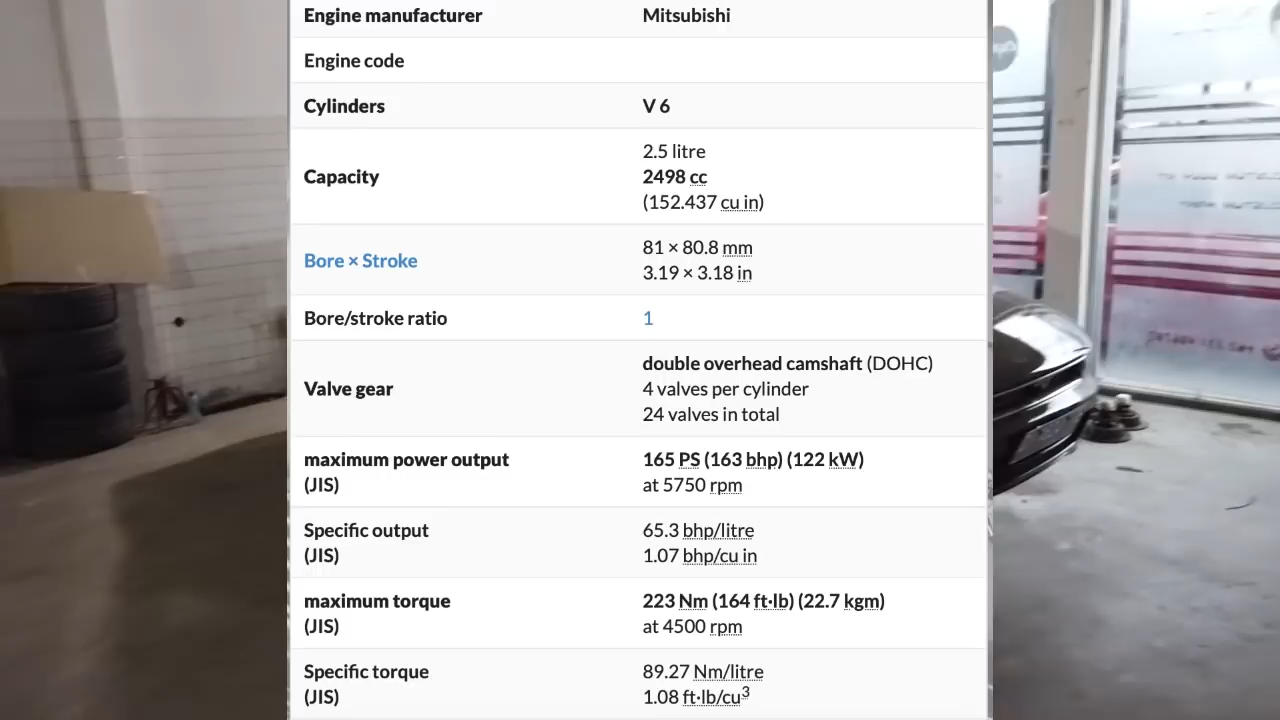 Engine manufacturer Mitsubishi
Engine code
Cylinders V 6
Capacity
2.5 litre
2498 cc
(152.437 cu in)
Bore × Stroke
81 × 80.8 mm
3.19 × 3.18 in
Bore/stroke ratio 1
Valve gear
double overhead camshaft (DOHC)
4 valves per cylinder
24 valves in total
maximum power output
(JIS)
165 PS (163 bhp) (122 kW)
at 5750 rpm
Specific output
(JIS)
65.3 bhp/litre
1.07 bhp/cu in
maximum torque
(JIS)
223 Nm (164 ft·lb) (22.7 kgm)
at 4500 rpm
Specific torque
(JIS)
89.27 Nm/litre
1.08 ft·lb/cu³